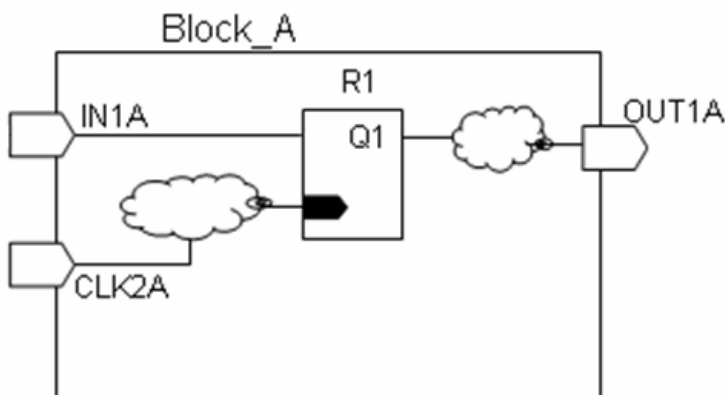 Block_A
R1
IN1A
OUT1A
Q1
CLK2A